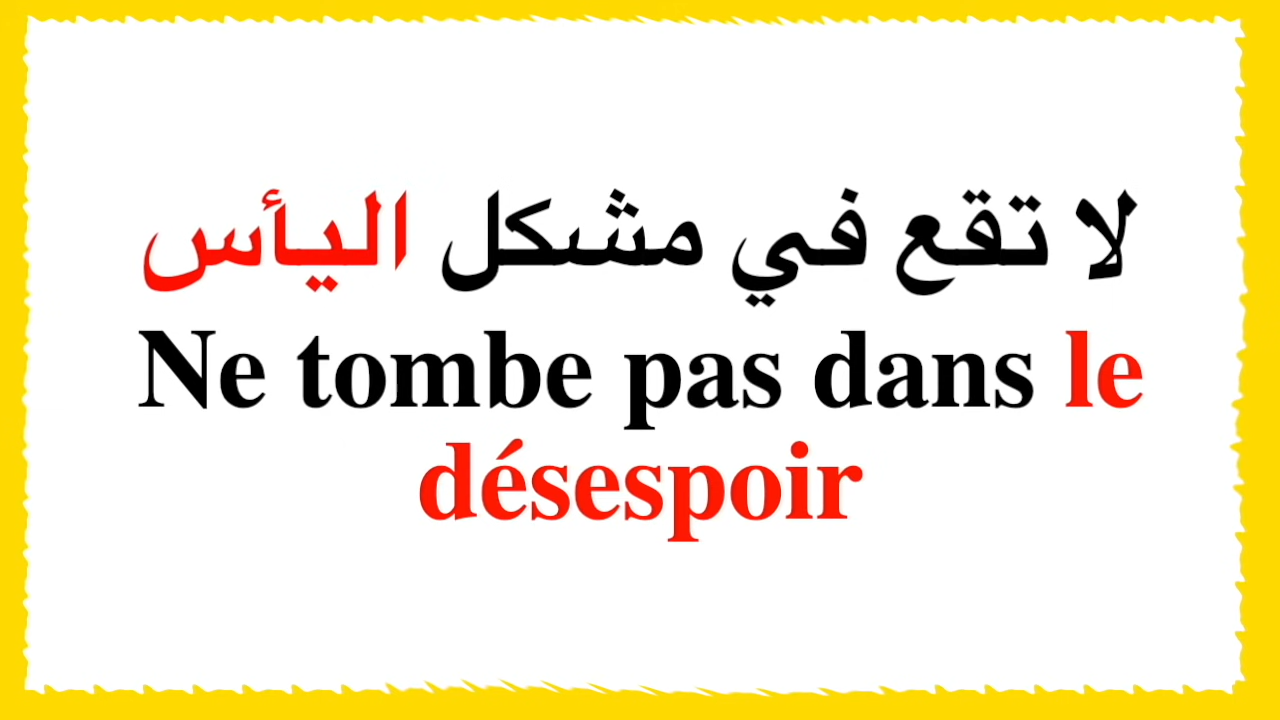 لا تقع في مشكل اليأس
Ne tombe pas dans le
désespoir